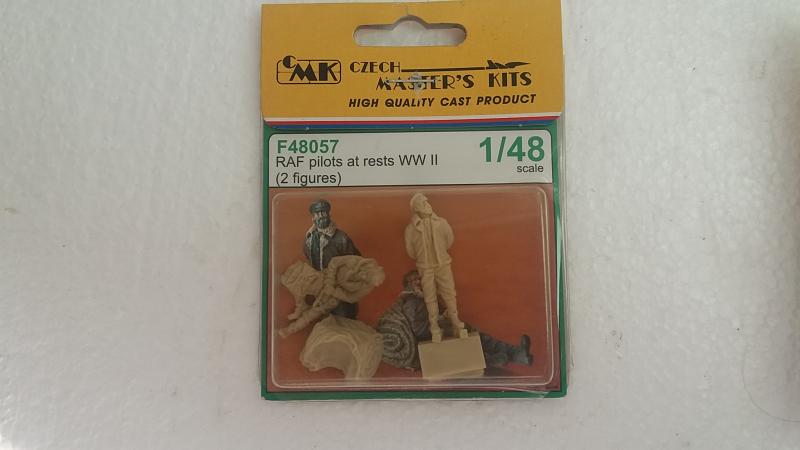 CMK CZECH
MASTER'S KITS
HIGH QUALITY CAST PRODUCT
F48057
RAF pilots at rests WW II
(2 figures)
1/48
scale